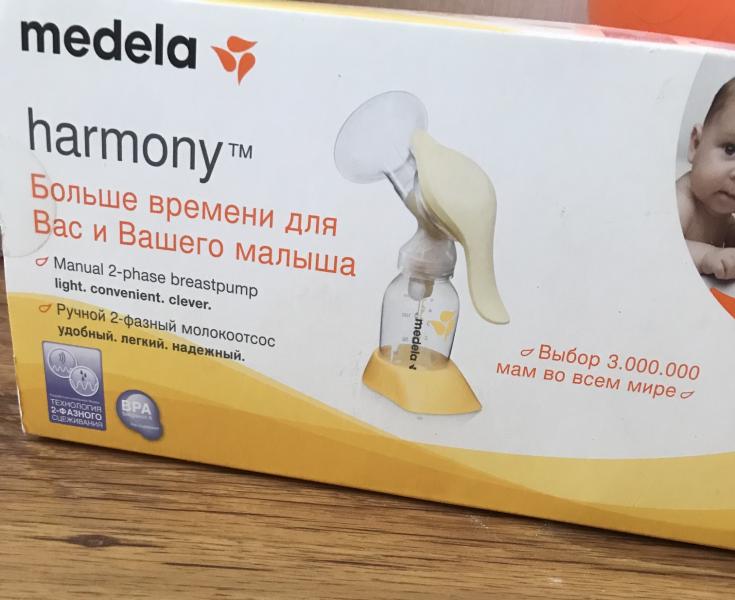 medela
harmony™
Больше времени для
Вас и Вашего малыша
Manual 2-phase breastpump
light. convenient. clever.
Ручной 2-фазный молокоотсос
удобный. легкий. надежный.
ТЕХНОЛОГИЯ
2-ФАЗНОГО
СЦЕЖИВАНИЯ
BPA
medela
Выбор 3.000.000
мам во всем мире